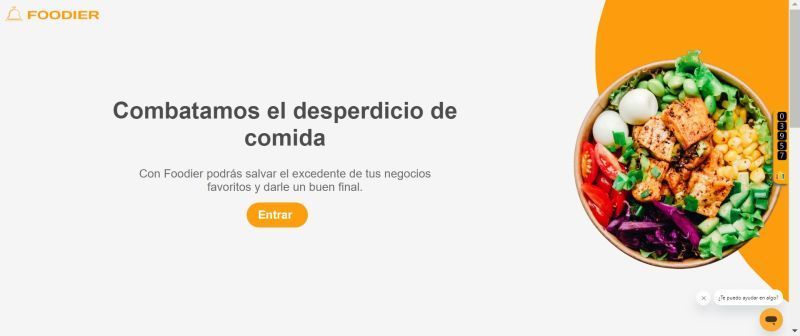 FOODIER
Combatamos el desperdicio de
comida
Con Foodier podrás salvar el excedente de tus negocios
favoritos y darle un buen final.
Entrar
0
3
9
5
7
¿Te puedo ayudar en algo?